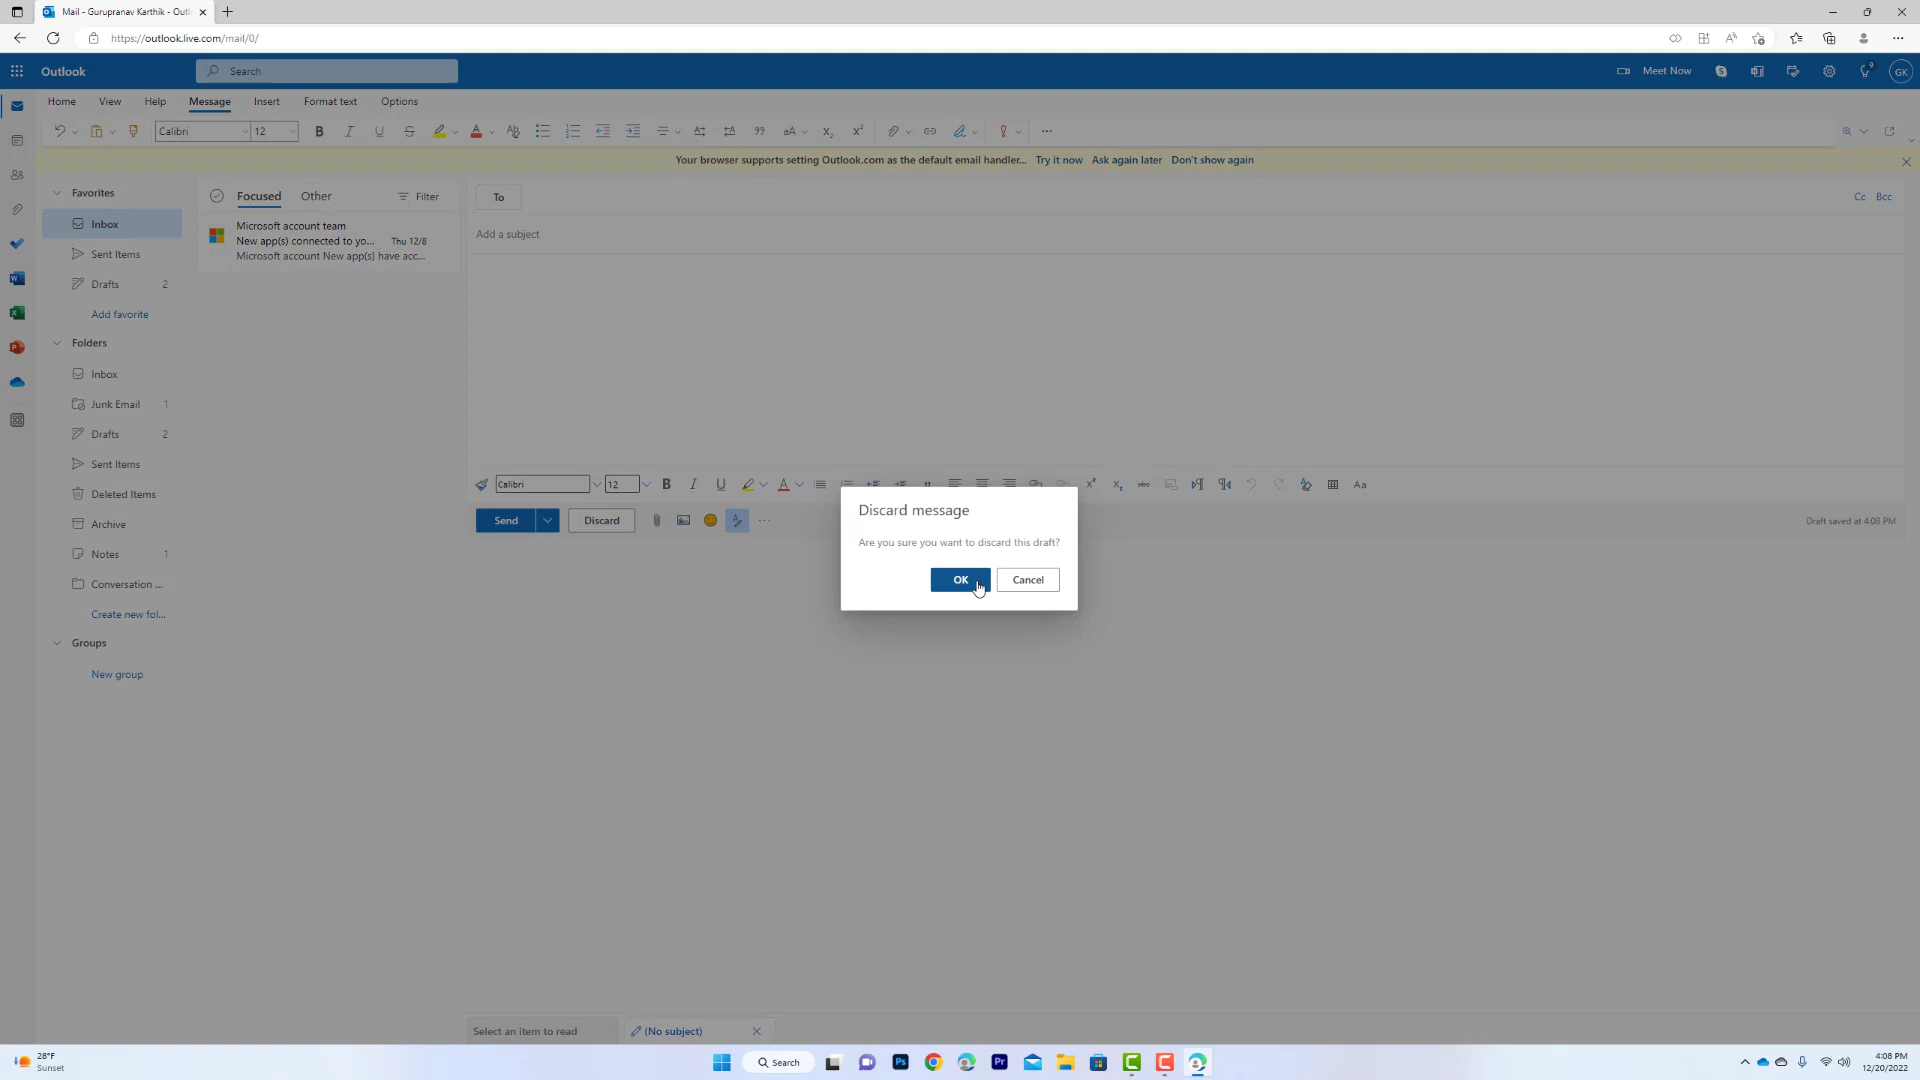 Mail - Gurupranav Karthik - Outl
https://outlook.live.com/mail/0/
Outlook
Search
Meet Now
9
GK
Home View Help Message Insert Format text Options
Calibri 12
Your browser supports setting Outlook.com as the default email handler... Try it now Ask again later Don't show again
Favorites
Inbox
Sent Items
Drafts 2
Add favorite
Folders
Inbox
Junk Email 1
Drafts 2
Sent Items
Deleted Items
Archive
Notes 1
Conversation ...
Create new fol...
Groups
New group
Focused Other Filter
Microsoft account team
New app(s) connected to yo... Thu 12/8
Microsoft account New app(s) have acc...
To
Cc Bcc
Add a subject
Calibri 12
Send Discard
Draft saved at 4:08 PM
Discard message
Are you sure you want to discard this draft?
OK Cancel
Select an item to read
(No subject)
28°F
Sunset
Search
4:08 PM
12/20/2022